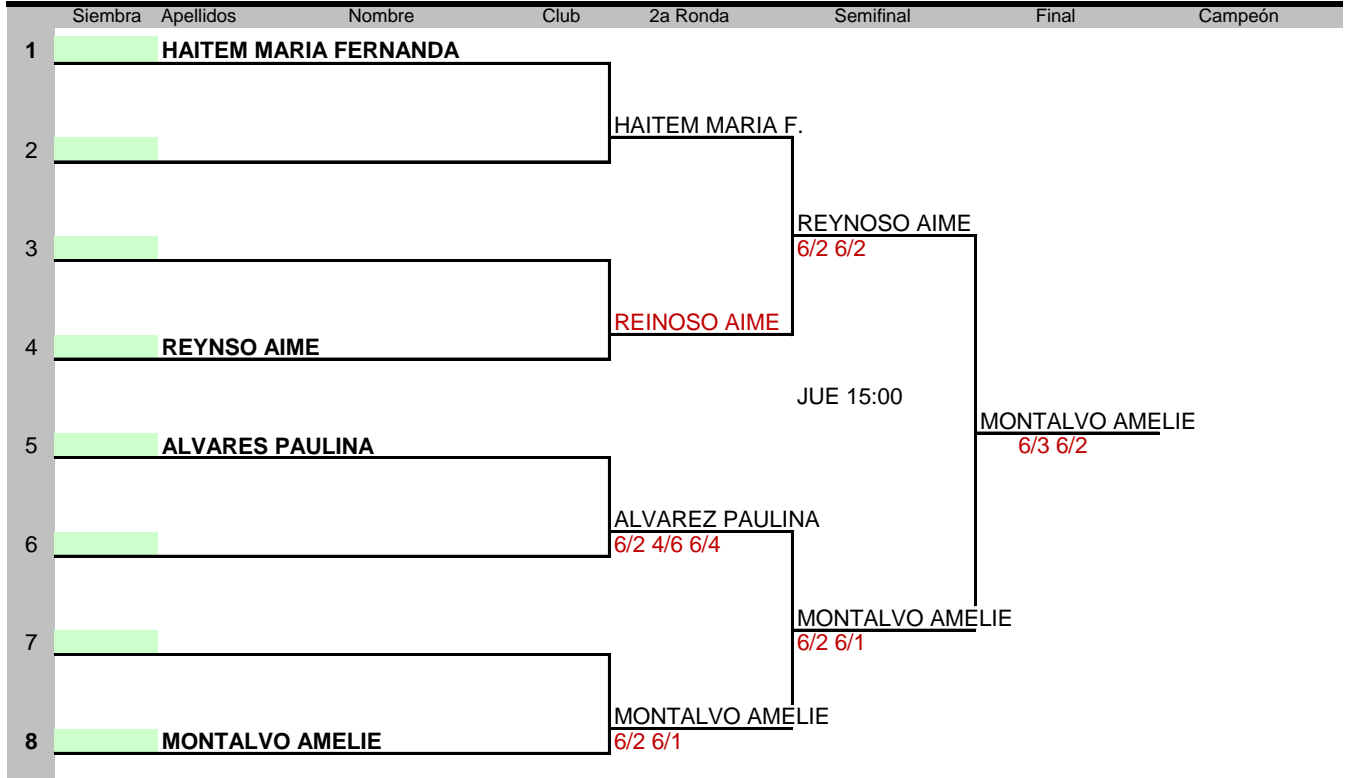 Siembra Apellidos Nombre Club 2a Ronda Semifinal Final Campeón
1 HAITEM MARIA FERNANDA
HAITEM MARIA F.
2
REYNOSO AIME
3 6/2 6/2
REINOSO AIME
4 REYNSO AIME
JUE 15:00
MONTALVO AMELIE
5 ALVARES PAULINA 6/3 6/2
ALVAREZ PAULINA
6 6/2 4/6 6/4
MONTALVO AMELIE
7 6/2 6/1
MONTALVO AMELIE
8 MONTALVO AMELIE 6/2 6/1